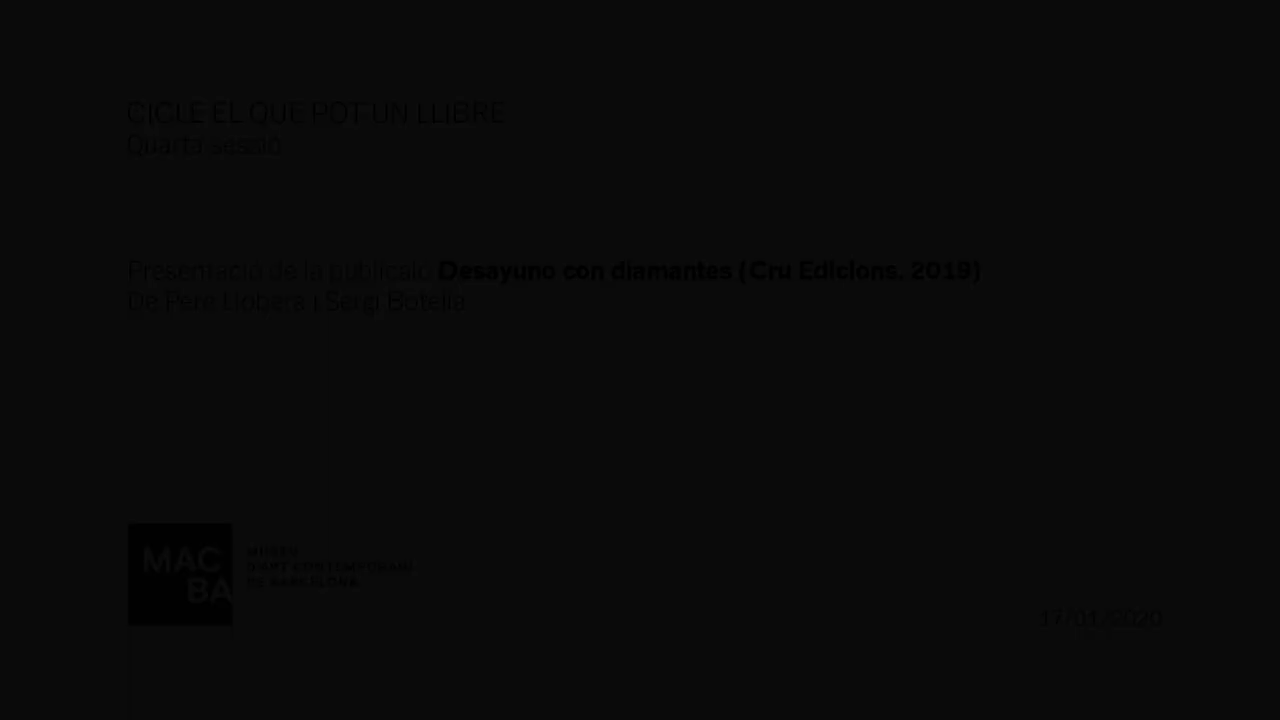 CICLE EL QUE POT UN LLIBRE
Quarta sessió
Presentació de la publicaió Desayuno con diamantes (Cru Edicions, 2019)
De Pere Llobera i Sergi Botella
MAC
BA
MUSEU
D'ART CONTEMPORANI
DE BARCELONA
17/01/2020